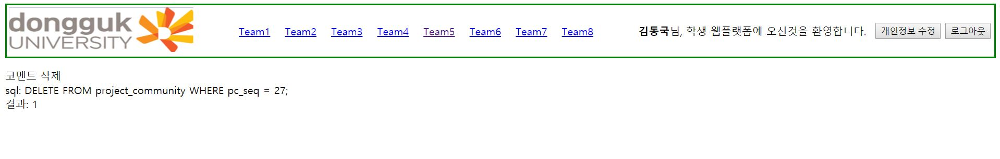 dongguk
UNIVERSITY
Team1 Team2 Team3 Team4 Team5 Team6 Team7 Team8 김동국님, 학생 웹플랫폼에 오신것을 환영합니다. 개인정보 수정 로그아웃
코멘트 삭제
sql: DELETE FROM project_community WHERE pc_seq = 27;
결과: 1